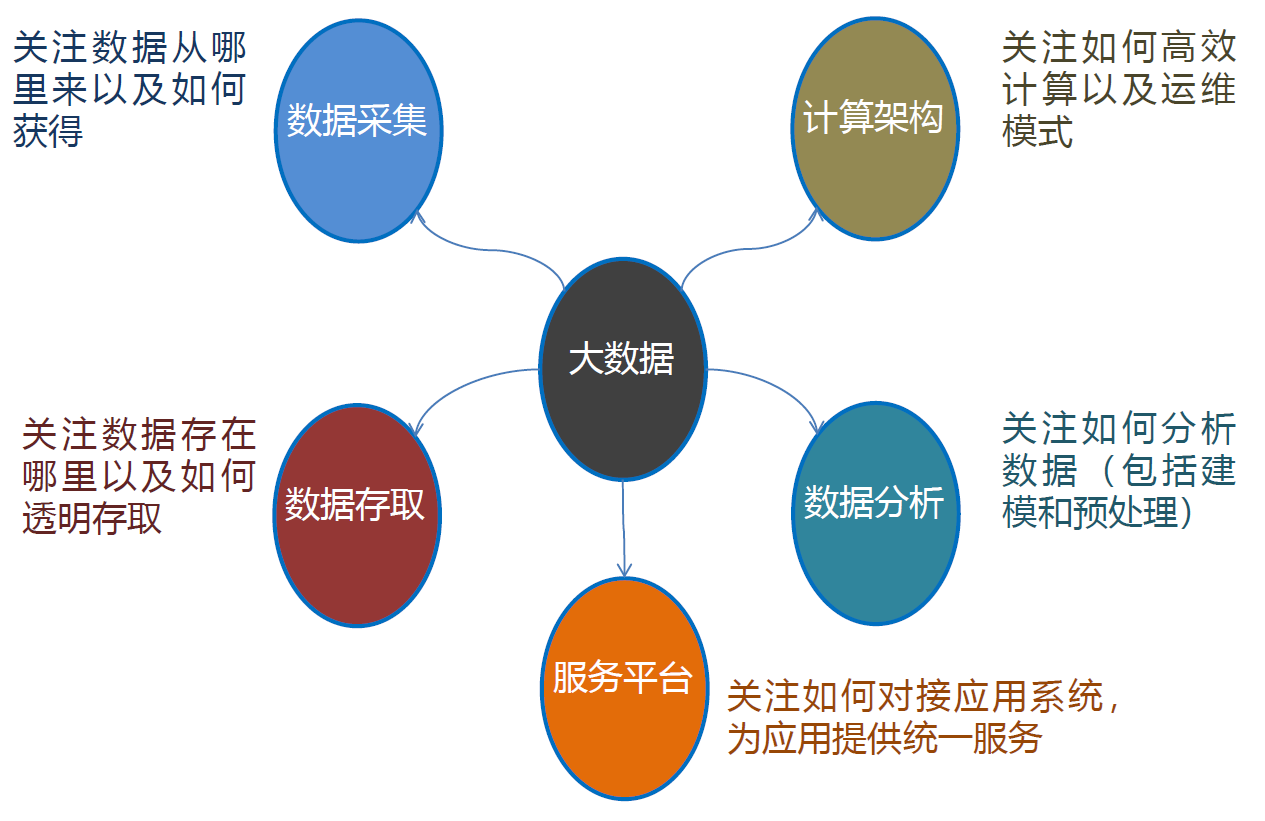 关注数据从哪
里来以及如何
获得
数据采集
计算架构
关注如何高效
计算以及运维
模式
大数据
关注数据存在
哪里以及如何
透明存取
数据存取
数据分析
关注如何分析
数据（包括建
模和预处理）
服务平台
关注如何对接应用系统，
为应用提供统一服务